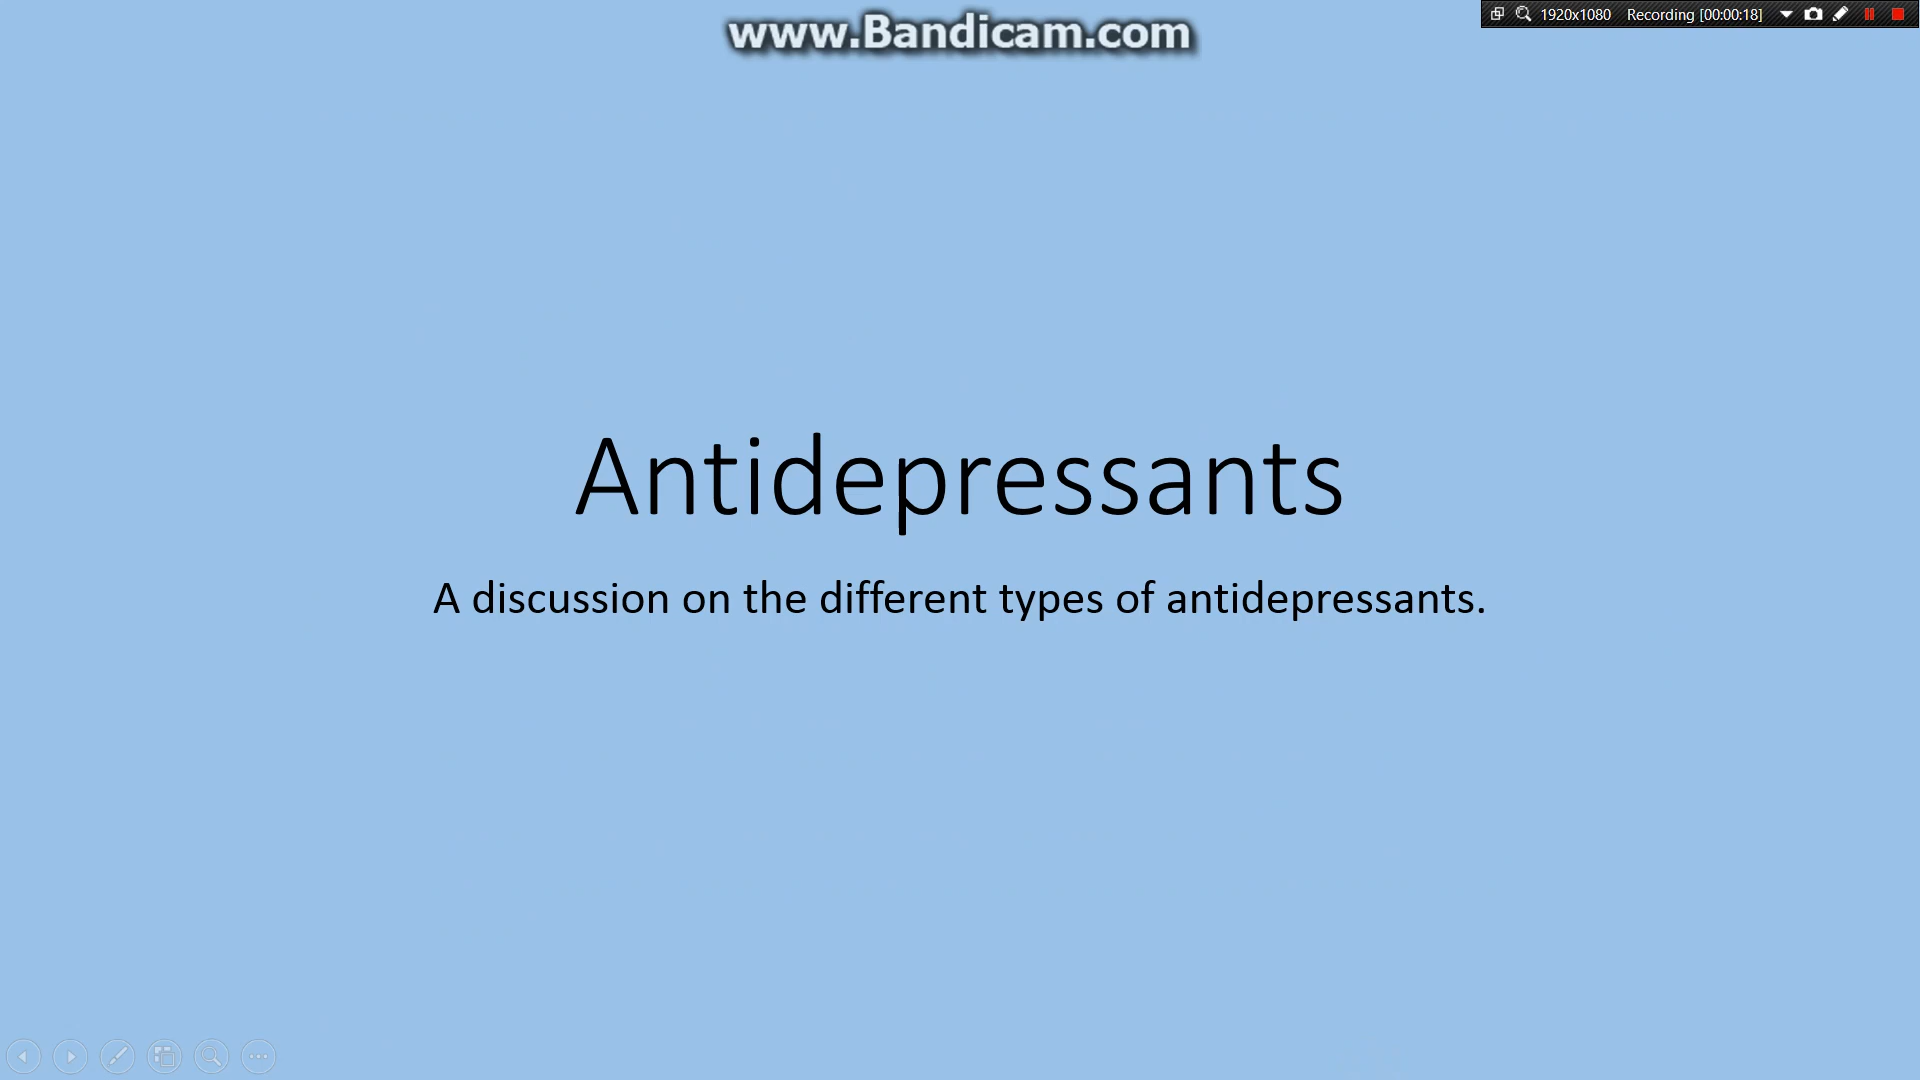 www.Bandicam.com
1920x1080 Recording [00:00:18]
Antidepressants
A discussion on the different types of antidepressants.